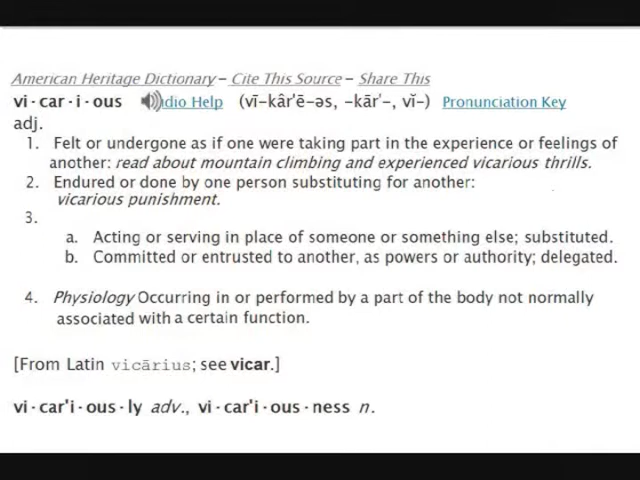 American Heritage Dictionary – Cite This Source – Share This
vi · car · i · ous dio Help (vī-kâr'ē-əs, -kār'-, vĭ-) Pronunciation Key
adj.
1. Felt or undergone as if one were taking part in the experience or feelings of
another: read about mountain climbing and experienced vicarious thrills.
2. Endured or done by one person substituting for another:
vicarious punishment.
3.
a. Acting or serving in place of someone or something else; substituted.
b. Committed or entrusted to another, as powers or authority; delegated.
4. Physiology Occurring in or performed by a part of the body not normally
associated with a certain function.
[From Latin vicārius; see vicar.]
vi · car'i · ous · ly adv., vi · car'i · ous · ness n.